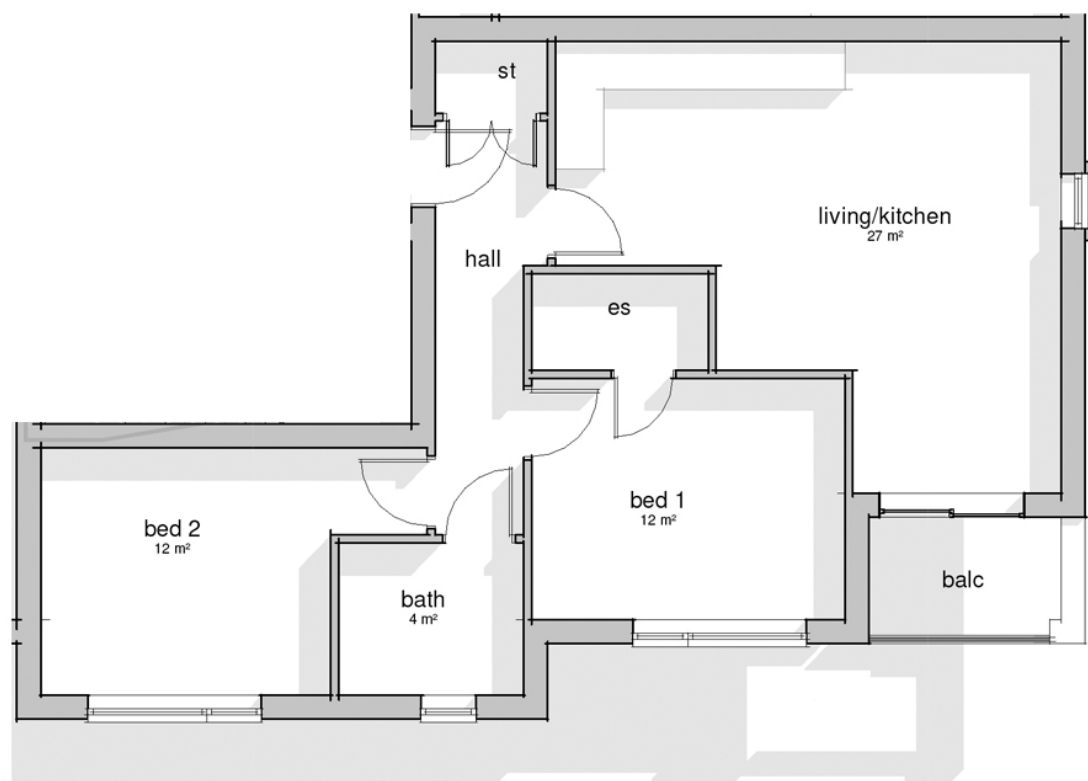 st
living/kitchen
27 m²
hall
es
bed 1
12 m²
bed 2
12 m²
balc
bath
4 m²